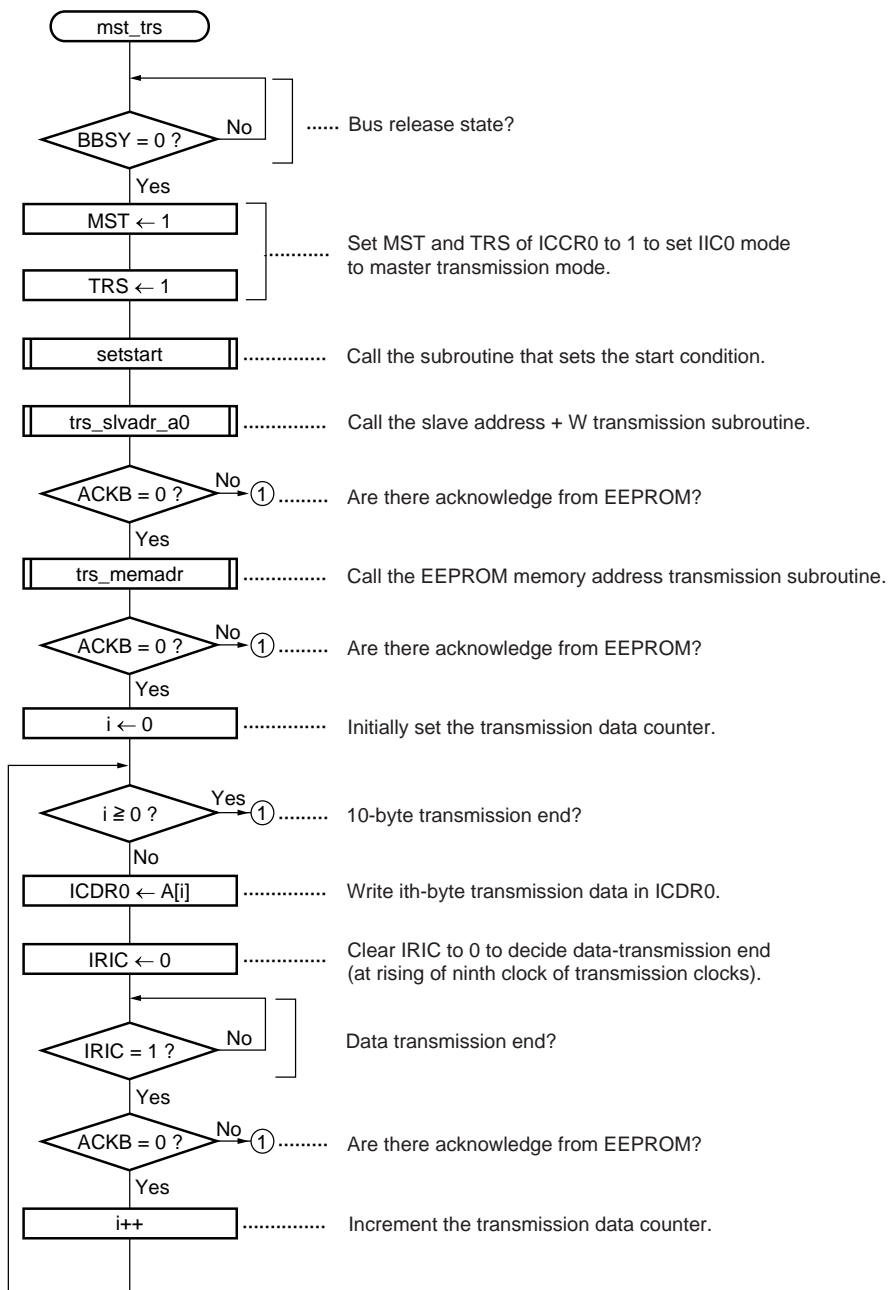 mst_trs
BBSY = 0 ?
No
...... Bus release state?
Yes
MST ← 1
TRS ← 1
............ Set MST and TRS of ICCR0 to 1 to set IIC0 mode
to master transmission mode.
setstart ............... Call the subroutine that sets the start condition.
trs_slvadr_a0 ............... Call the slave address + W transmission subroutine.
ACKB = 0 ? No ① ......... Are there acknowledge from EEPROM?
Yes
trs_memadr ............... Call the EEPROM memory address transmission subroutine.
ACKB = 0 ? No ① ......... Are there acknowledge from EEPROM?
Yes
i ← 0 ............... Initially set the transmission data counter.
i ≧ 0 ? Yes ① ......... 10-byte transmission end?
No
ICDR0 ← A[i] ............... Write ith-byte transmission data in ICDR0.
IRIC ← 0 ............... Clear IRIC to 0 to decide data-transmission end
(at rising of ninth clock of transmission clocks).
IRIC = 1 ? No Data transmission end?
Yes
ACKB = 0 ? No ① ......... Are there acknowledge from EEPROM?
Yes
i++ ............... Increment the transmission data counter.